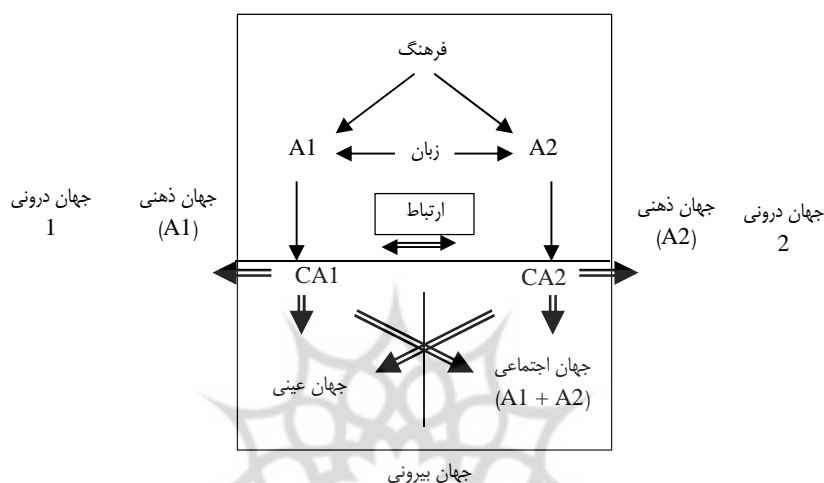 فرهنگ
A1
زبان
A2
جهان درونی
1
جهان ذهنی
(A1)
ارتباط
جهان ذهنی
(A2)
جهان درونی
2
CA1
CA2
جهان عینی
جهان اجتماعی
(A1 + A2)
جهان بیرونی